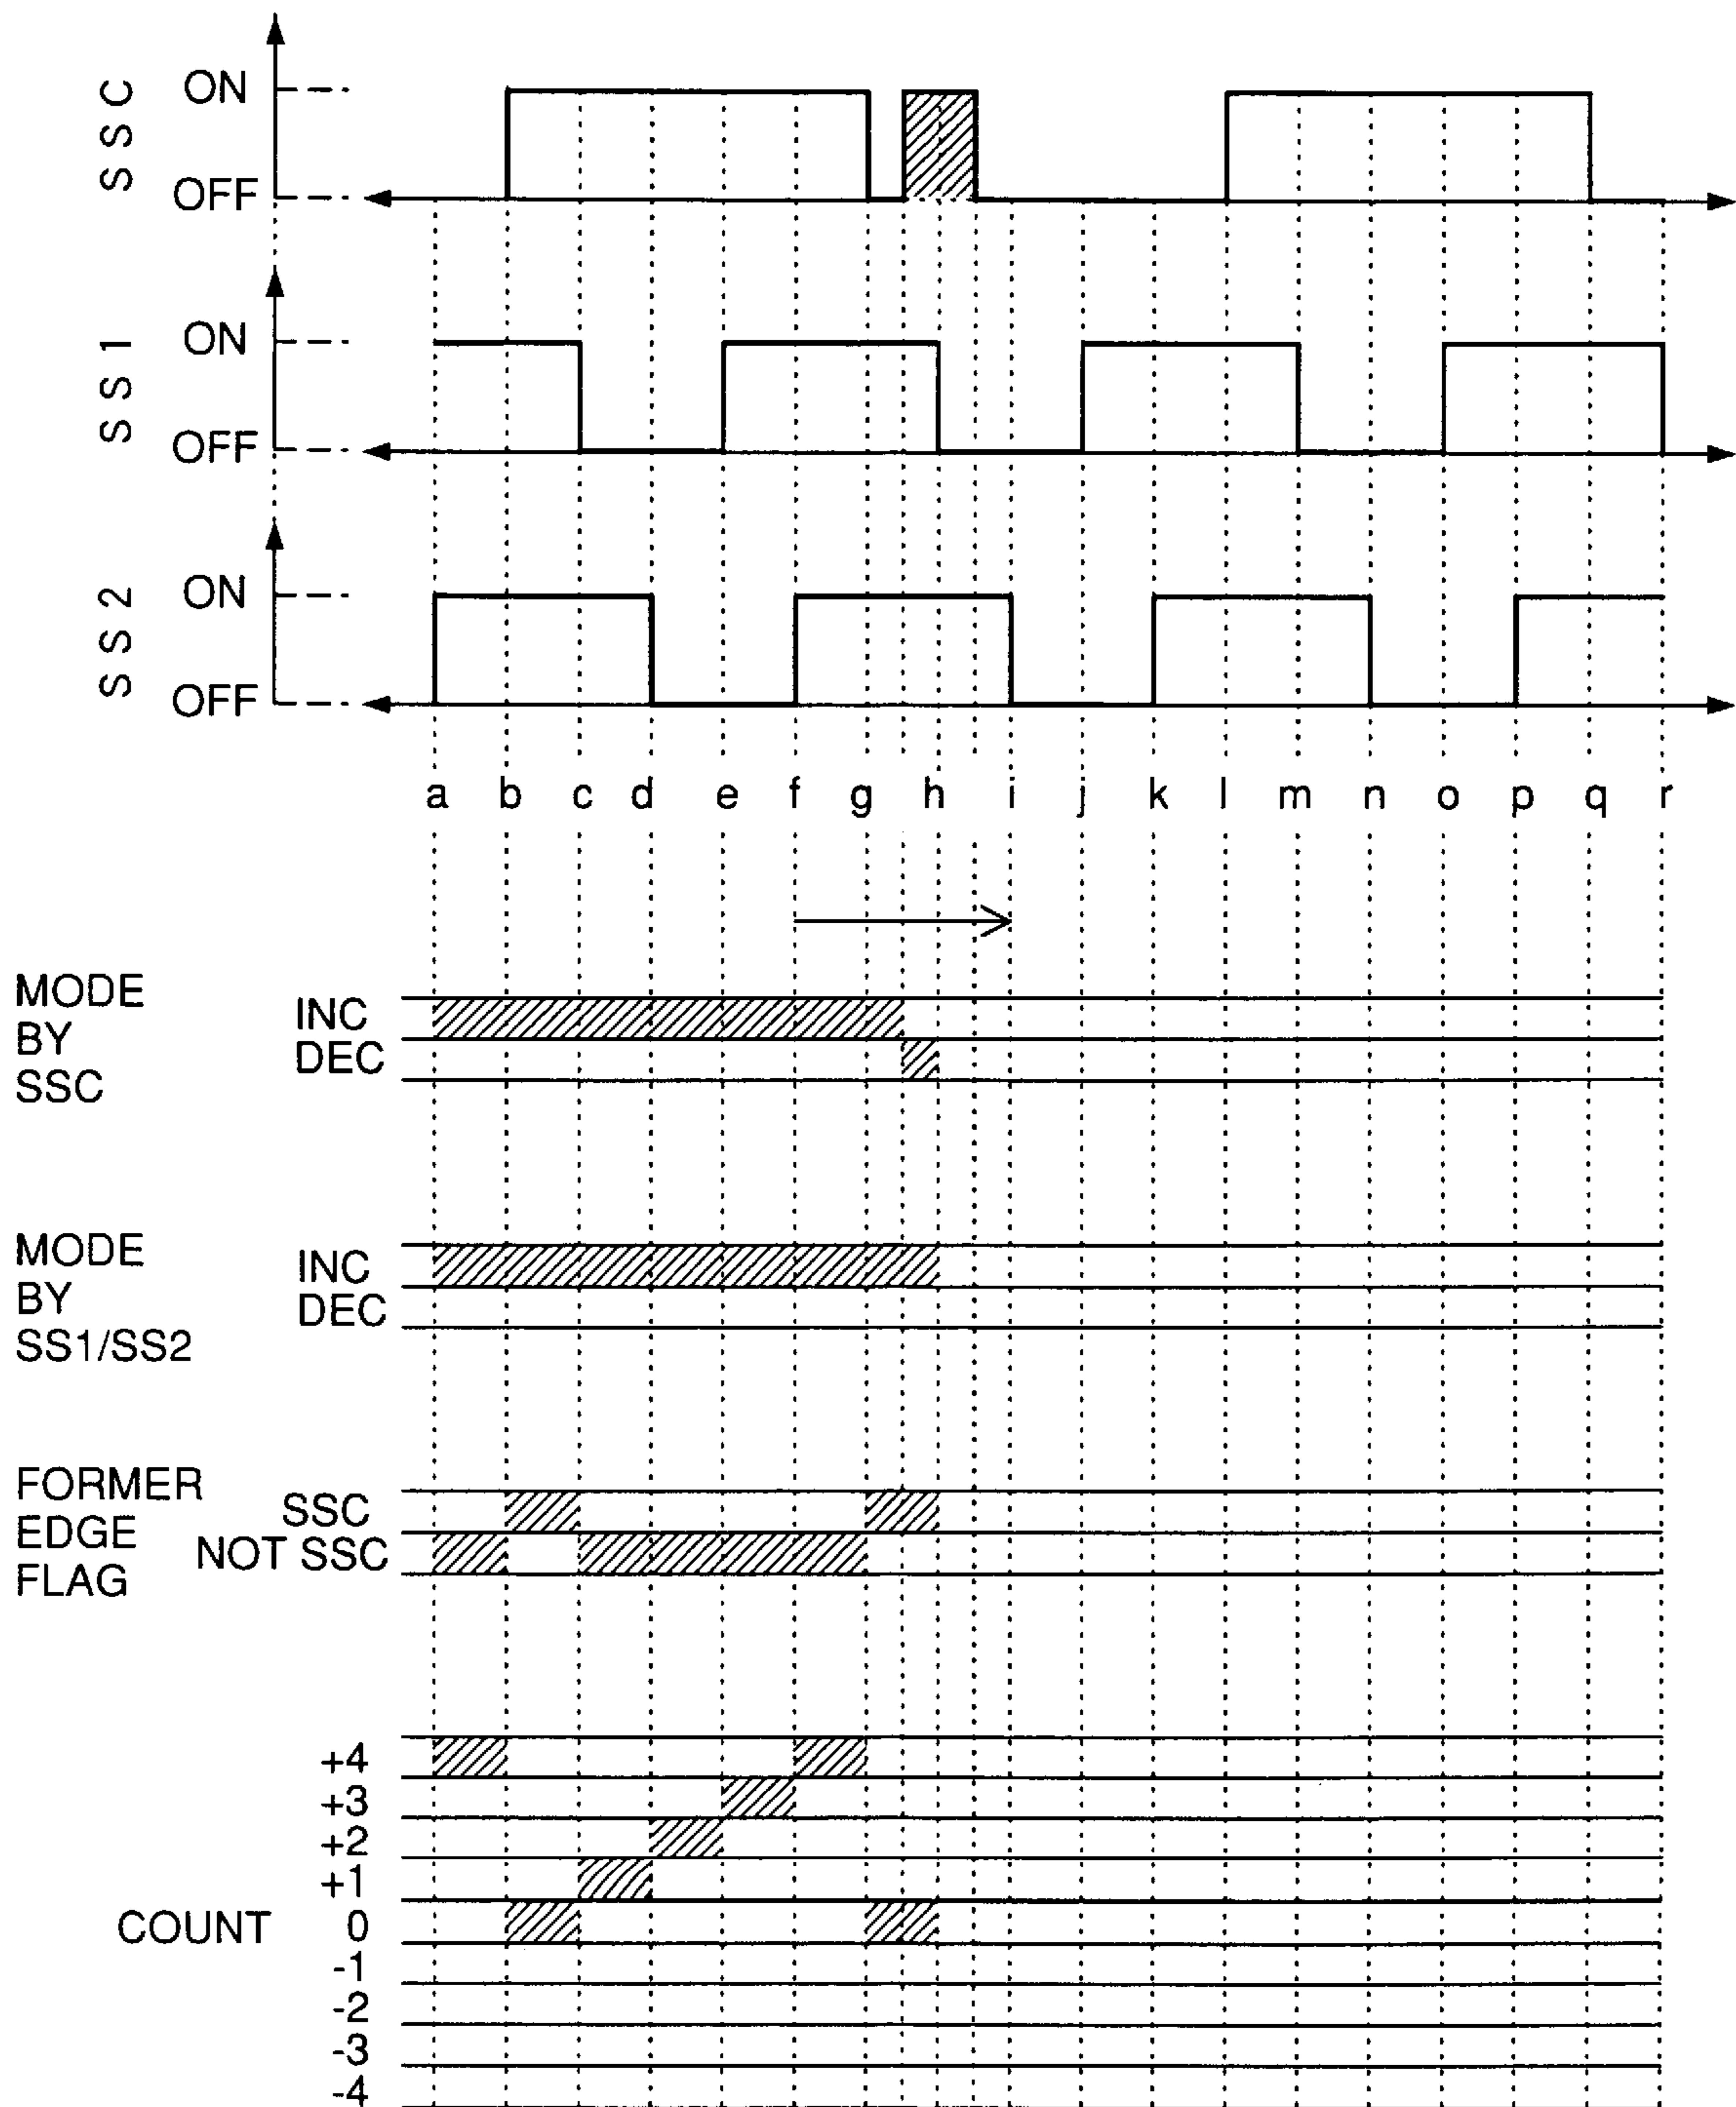 SSC
ON
OFF
SS1
ON
OFF
SS2
ON
OFF
a b c d e f g h i j k l m n o p q r
MODE
BY
SSC
INC
DEC
MODE
BY
SS1/SS2
INC
DEC
FORMER
EDGE
FLAG
SSC
NOT SSC
COUNT
+4
+3
+2
+1
0
-1
-2
-3
-4